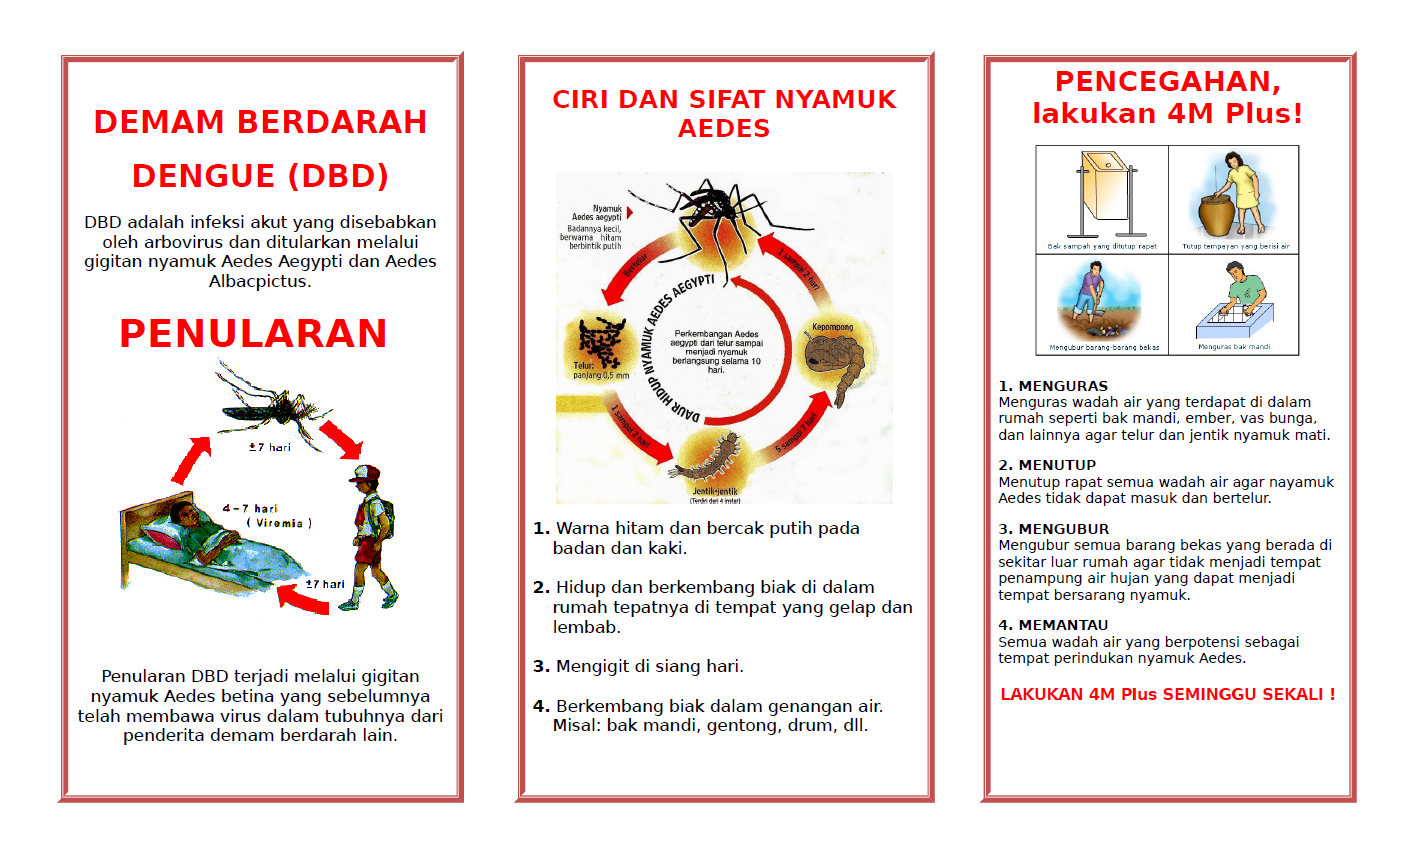 DEMAM BERDARAH
DENGUE (DBD)
DBD adalah infeksi akut yang disebabkan
oleh arbovirus dan ditularkan melalui
gigitan nyamuk Aedes Aegypti dan Aedes
Albacpictus.
PENULARAN
±7 hari
4-7 hari
( Viromia )
±7 hari
Penularan DBD terjadi melalui gigitan
nyamuk Aedes betina yang sebelumnya
telah membawa virus dalam tubuhnya dari
penderita demam berdarah lain.
CIRI DAN SIFAT NYAMUK
AEDES
Nyamuk
Aedes aegypti
Badannya kecil,
berwarna hitam
berbintik putih
Bertelur
1 sampai 2 hari
DAUR HIDUP NYAMUK AEDES AEGYPTI
Perkembangan Aedes
aegypti dari telur sampai
menjadi nyamuk
berlangsung selama 10
hari.
Kepompong
Telur:
panjang 0,5 mm
1 sampai 2 hari
5 sampai 7 hari
Jentik-jentik
(Terdiri dari 4 instar)
1. Warna hitam dan bercak putih pada
badan dan kaki.
2. Hidup dan berkembang biak di dalam
rumah tepatnya di tempat yang gelap dan
lembab.
3. Mengigit di siang hari.
4. Berkembang biak dalam genangan air.
Misal: bak mandi, gentong, drum, dll.
PENCEGAHAN,
lakukan 4M Plus!
Bak sampah yang ditutup rapat
Tutup tempayan yang berisi air
Mengubur barang-barang bekas
Menguras bak mandi
1. MENGURAS
Menguras wadah air yang terdapat di dalam
rumah seperti bak mandi, ember, vas bunga,
dan lainnya agar telur dan jentik nyamuk mati.
2. MENUTUP
Menutup rapat semua wadah air agar nayamuk
Aedes tidak dapat masuk dan bertelur.
3. MENGUBUR
Mengubur semua barang bekas yang berada di
sekitar luar rumah agar tidak menjadi tempat
penampung air hujan yang dapat menjadi
tempat bersarang nyamuk.
4. MEMANTAU
Semua wadah air yang berpotensi sebagai
tempat perindukan nyamuk Aedes.
LAKUKAN 4M Plus SEMINGGU SEKALI !